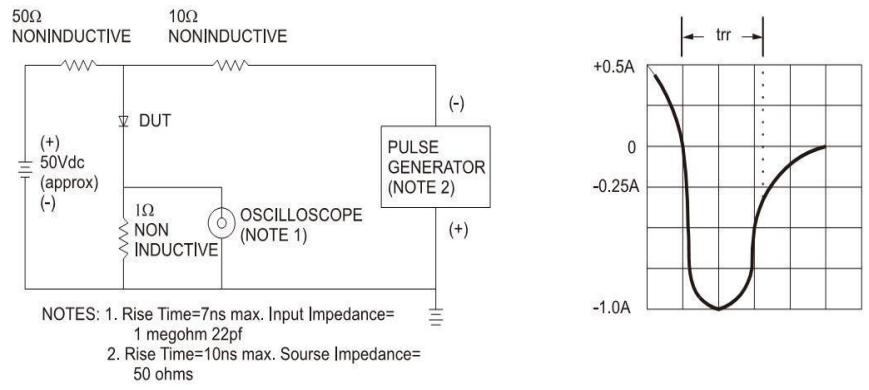 50Ω
NONINDUCTIVE
10Ω
NONINDUCTIVE
DUT
(+)
50Vdc
(approx)
(-)
1Ω
NON
INDUCTIVE
OSCILLOSCOPE
(NOTE 1)
(-)
PULSE
GENERATOR
(NOTE 2)
(+)
NOTES: 1. Rise Time=7ns max. Input Impedance=
1 megohm 22pf
2. Rise Time=10ns max. Sourse Impedance=
50 ohms
trr
+0.5A
0
-0.25A
-1.0A